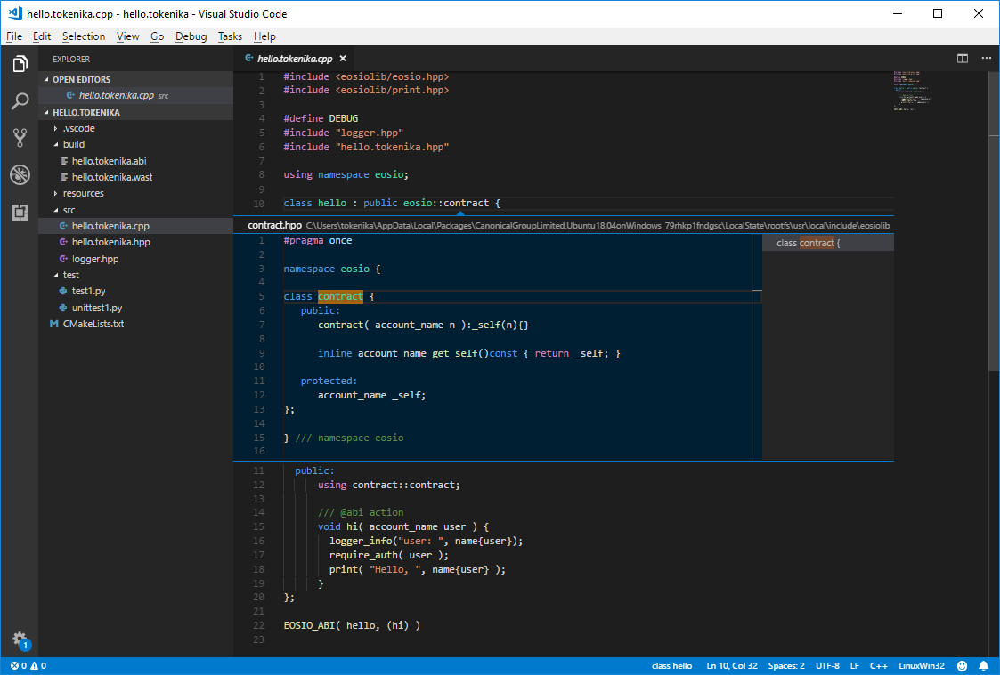 hello.tokenika.cpp - hello.tokenika - Visual Studio Code
File Edit Selection View Go Debug Tasks Help
EXPLORER
OPEN EDITORS
hello.tokenika.cpp src
HELLO.TOKENIKA
.vscode
build
hello.tokenika.abi
hello.tokenika.wast
resources
src
hello.tokenika.cpp
hello.tokenika.hpp
logger.hpp
test
test1.py
unittest1.py
M CMakeLists.txt
1
hello.tokenika.cpp
1 #include <eosiolib/eosio.hpp>
2 #include <eosiolib/print.hpp>
3
4 #define DEBUG
5 #include "logger.hpp"
6 #include "hello.tokenika.hpp"
7
8 using namespace eosio;
9
10 class hello : public eosio::contract {
contract.hpp C:\Users\tokenika\AppData\Local\Packages\CanonicalGroupLimited.Ubuntu18.04onWindows_79rhkp1fndgsc\LocalState\rootfs\usr\local\include\eosiolib
1 #pragma once
2
3 namespace eosio {
4
5 class contract {
6 public:
7 contract( account_name n ):_self(n){}
8
9 inline account_name get_self()const { return _self; }
10
11 protected:
12 account_name _self;
13 };
14
15 } /// namespace eosio
16
class contract {
11 public:
12 using contract::contract;
13
14 /// @abi action
15 void hi( account_name user ) {
16 logger_info("user: ", name{user});
17 require_auth( user );
18 print( "Hello, ", name{user} );
19 }
20 };
21
22 EOSIO_ABI( hello, (hi) )
23
0 0 class hello Ln 10, Col 32 Spaces: 2 UTF-8 LF C++ LinuxWin32